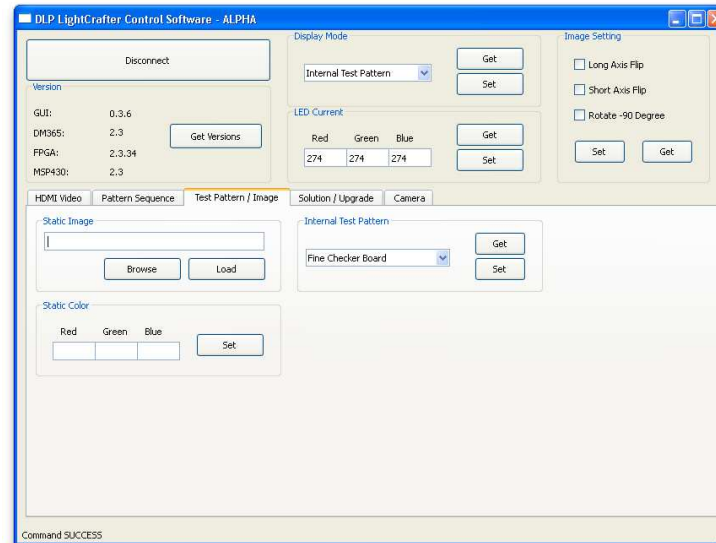 DLP LightCrafter Control Software - ALPHA
Disconnect
Version
GUI: 0.3.6
DM365: 2.3
FPGA: 2.3.34
MSP430: 2.3
Get Versions
Display Mode
Internal Test Pattern
Get
Set
LED Current
Red Green Blue
274 274 274
Get
Set
Image Setting
Long Axis Flip
Short Axis Flip
Rotate -90 Degree
Set Get
HDMI Video Pattern Sequence Test Pattern / Image Solution / Upgrade Camera
Static Image
Browse Load
Internal Test Pattern
Fine Checker Board
Get
Set
Static Color
Red Green Blue
Set
Command SUCCESS